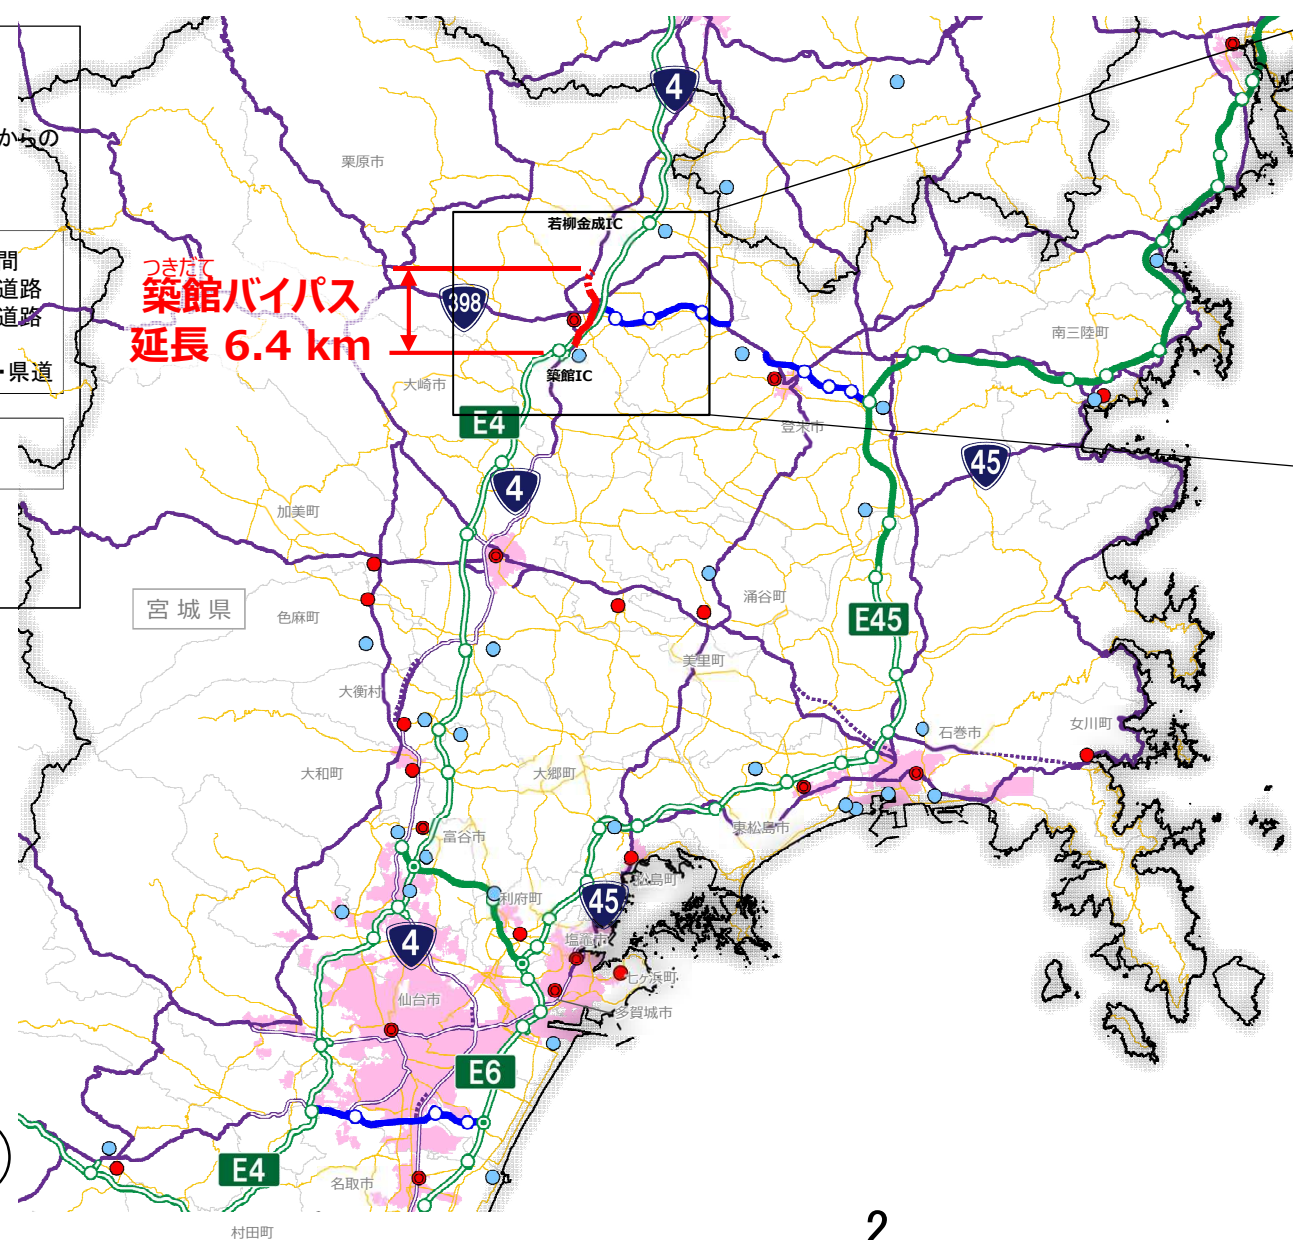 からの
間
道路
道路
・県道
4
栗原市
若柳金成IC
つきだて
築館バイパス
延長 6.4 km
398
南三陸町
築館IC
大崎市
E4
登米市
45
4
加美町
宮城県
色麻町
涌谷町
E45
美里町
大衡村
石巻市
女川町
大和町
大郷町
東松島市
富谷市
松島町
利府町
45
4
塩竈市
七ヶ浜町
仙台市
多賀城市
E6
E4
名取市
村田町
2